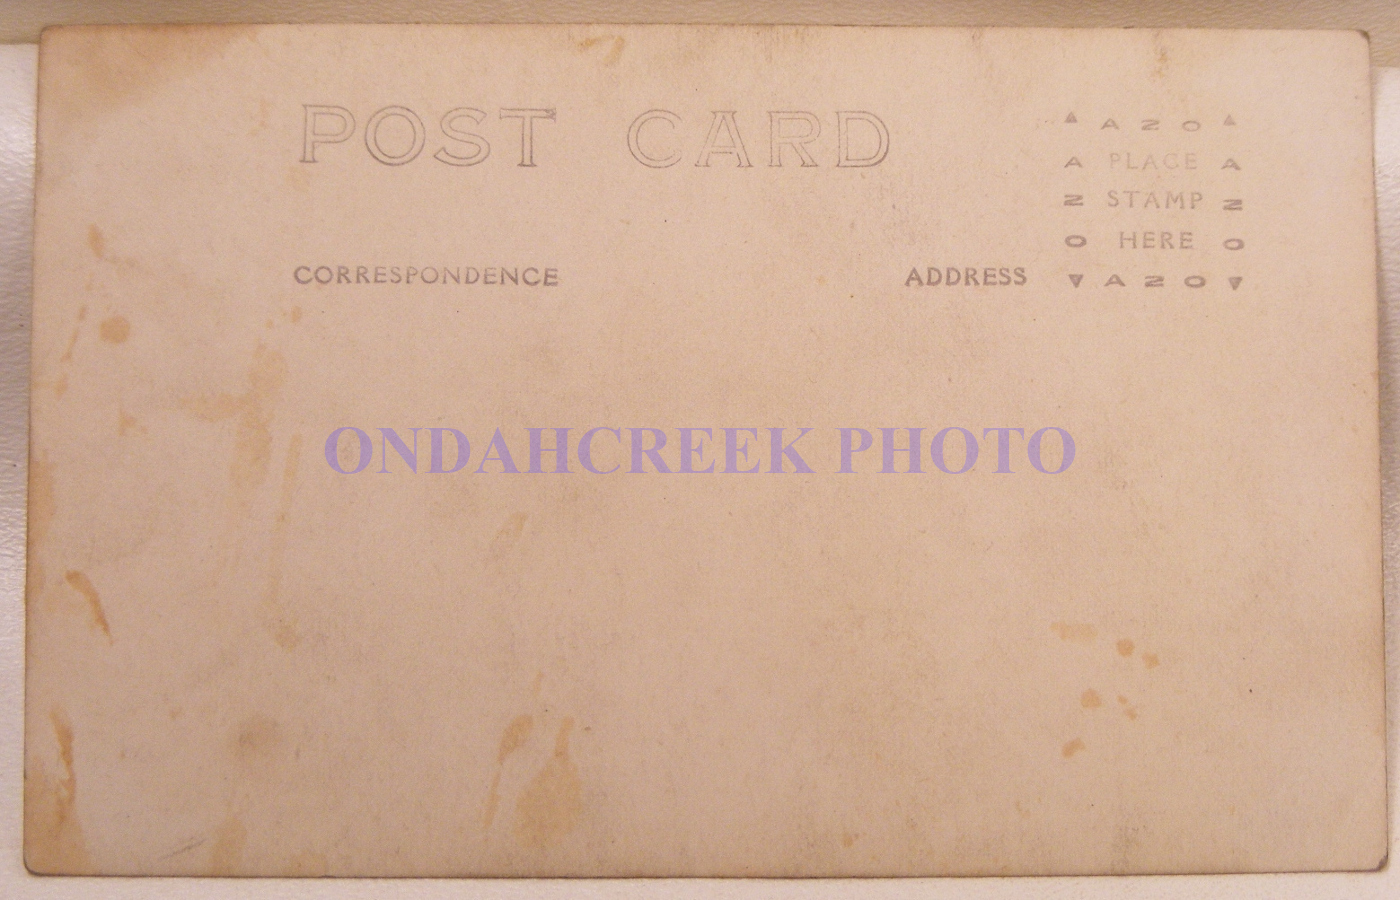 POST CARD
▲ AZO ▲
A PLACE A
Z STAMP Z
O HERE O
▼ AZO ▼
CORRESPONDENCE
ADDRESS
ONDAHCREEK PHOTO